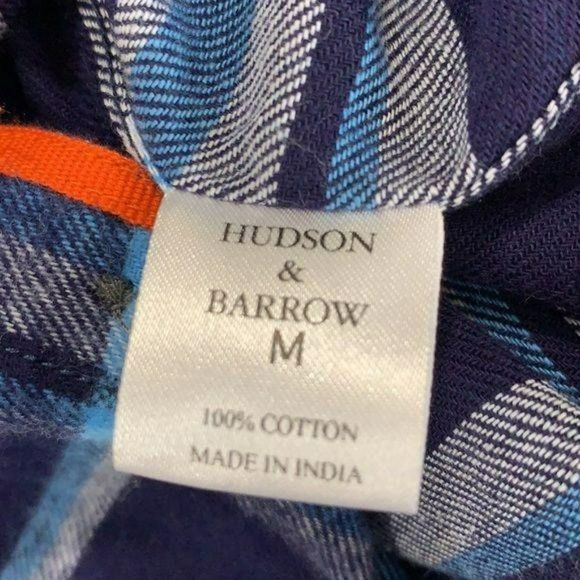 HUDSON
&
BARROW
M
100% COTTON
MADE IN INDIA